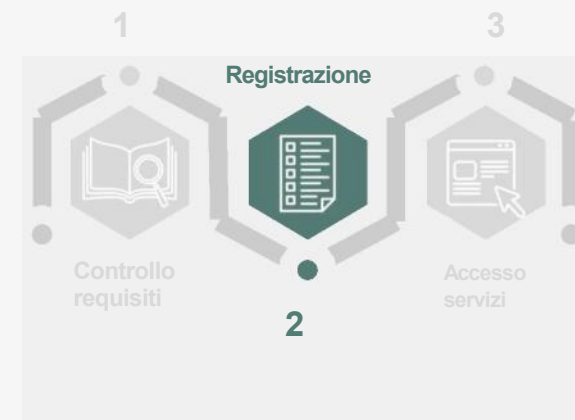 1
3
Registrazione
Controllo
requisiti
Accesso
servizi
2